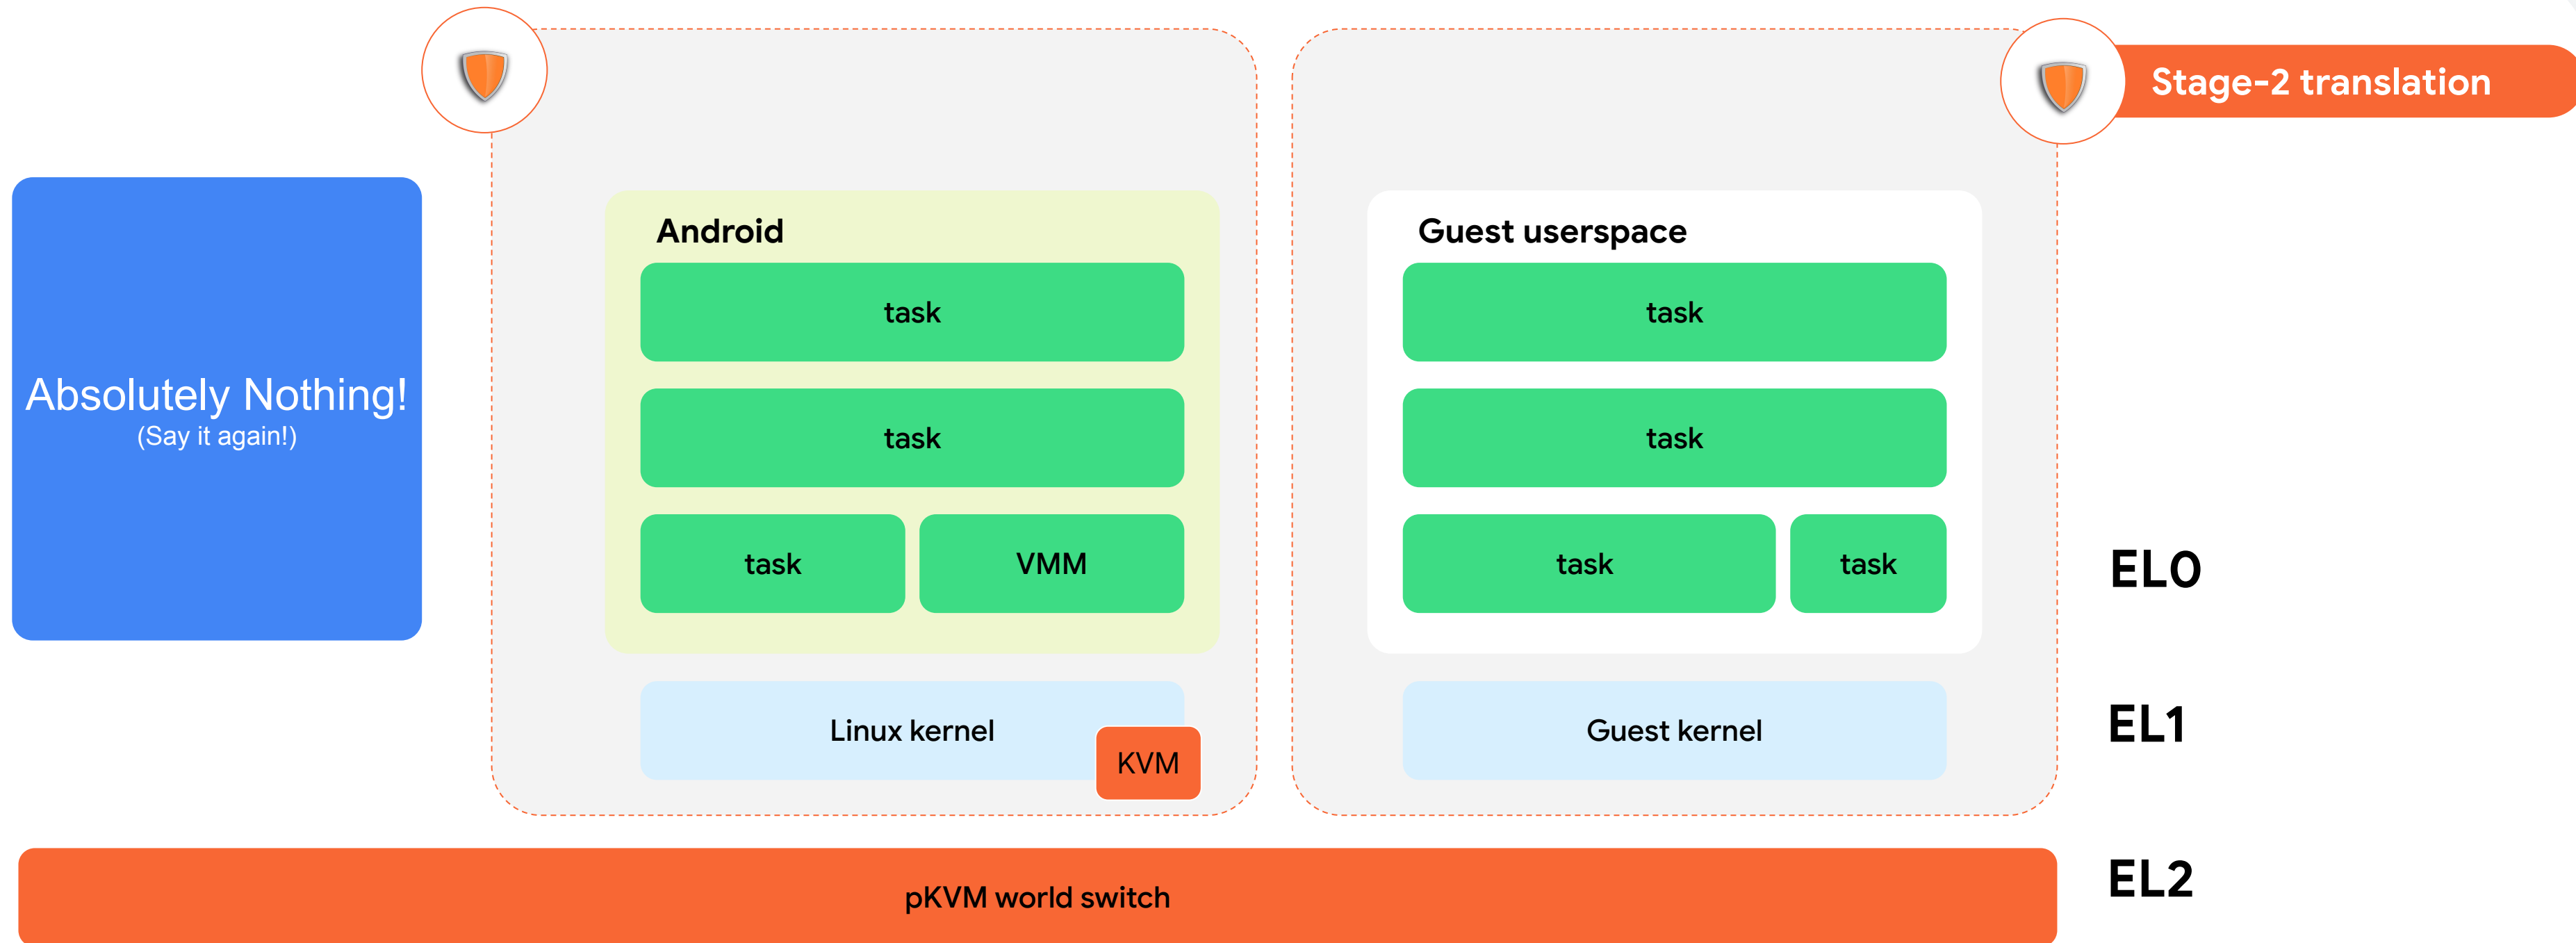 Stage-2 translation
Absolutely Nothing!
(Say it again!)
Android
task
task
task
VMM
Linux kernel
KVM
Guest userspace
task
task
task
task
Guest kernel
EL0
EL1
EL2
pKVM world switch